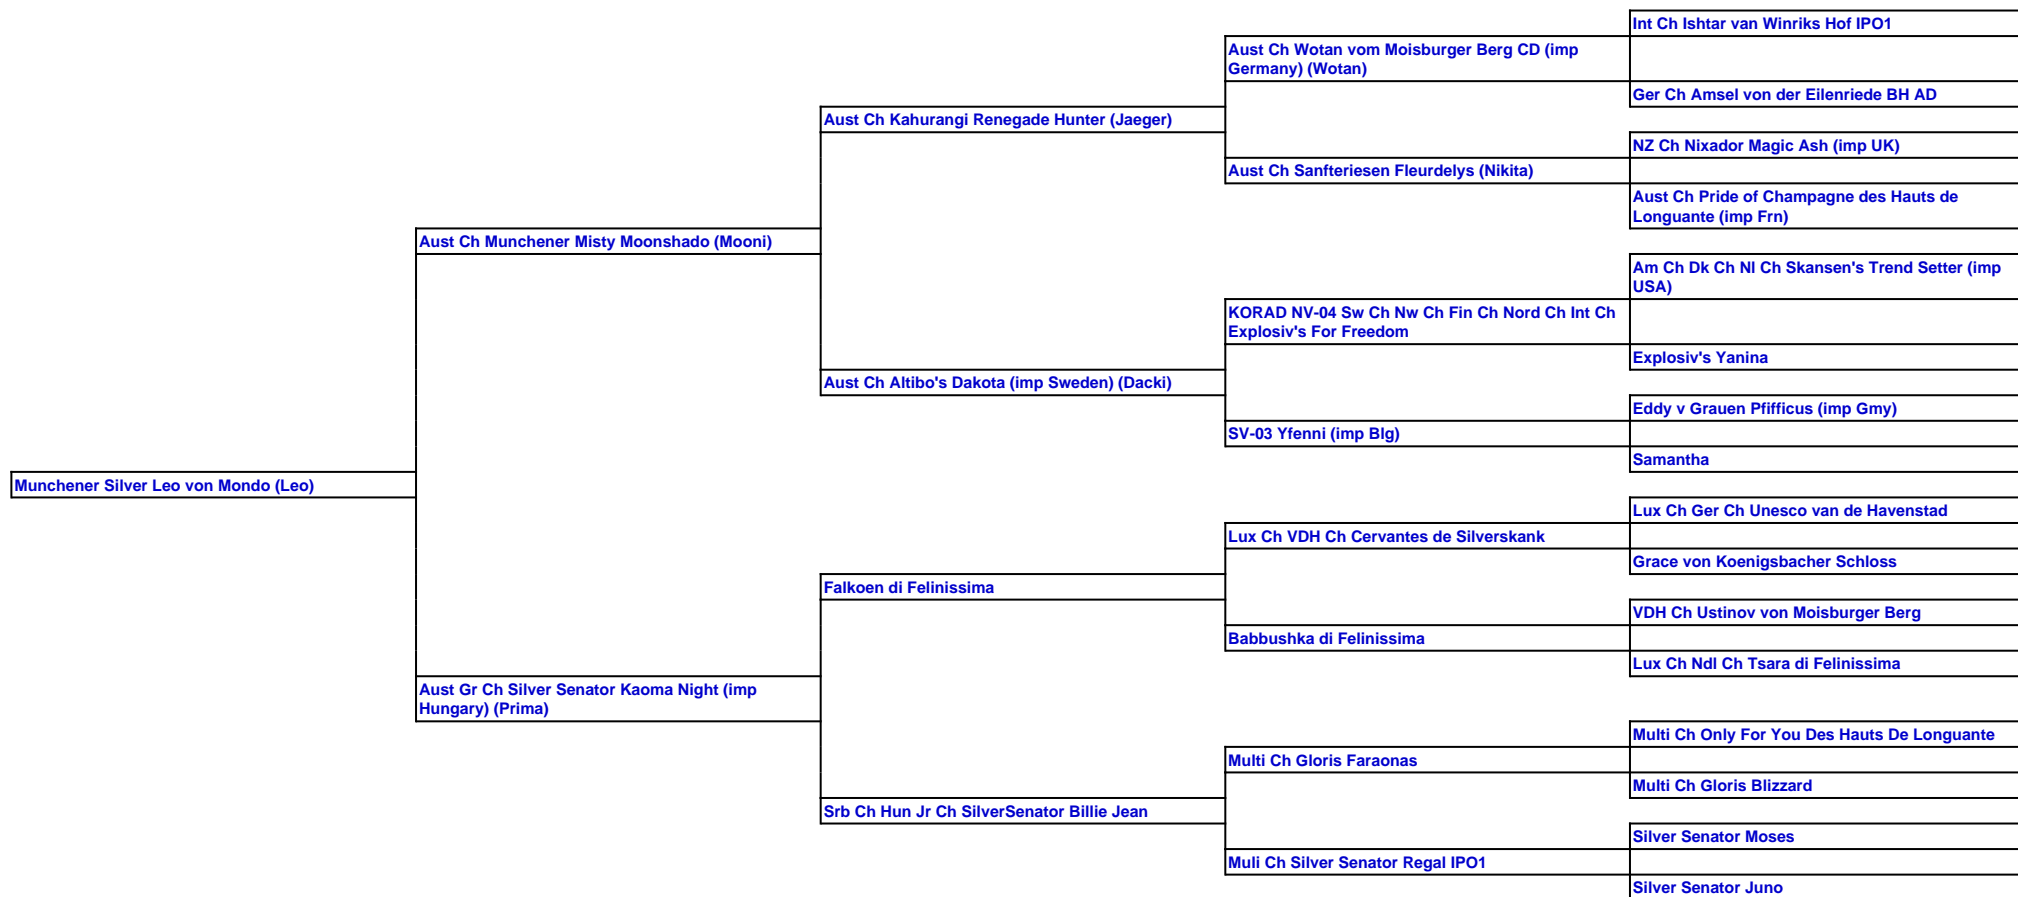 Int Ch Ishtar van Winriks Hof IPO1
Aust Ch Wotan vom Moisburger Berg CD (imp
Germany) (Wotan)
Ger Ch Amsel von der Eilenriede BH AD
Aust Ch Kahurangi Renegade Hunter (Jaeger)
NZ Ch Nixador Magic Ash (imp UK)
Aust Ch Sanfteriesen Fleurdelys (Nikita)
Aust Ch Pride of Champagne des Hauts de
Longuante (imp Frn)
Aust Ch Munchener Misty Moonshado (Mooni)
Am Ch Dk Ch Nl Ch Skansen's Trend Setter (imp
USA)
KORAD NV-04 Sw Ch Nw Ch Fin Ch Nord Ch Int Ch
Explosiv's For Freedom
Explosiv's Yanina
Aust Ch Altibo's Dakota (imp Sweden) (Dacki)
Eddy v Grauen Pfifficus (imp Gmy)
SV-03 Yfenni (imp Blg)
Samantha
Munchener Silver Leo von Mondo (Leo)
Lux Ch Ger Ch Unesco van de Havenstad
Lux Ch VDH Ch Cervantes de Silverskank
Grace von Koenigsbacher Schloss
Falkoen di Felinissima
VDH Ch Ustinov von Moisburger Berg
Babbushka di Felinissima
Lux Ch Ndl Ch Tsara di Felinissima
Aust Gr Ch Silver Senator Kaoma Night (imp
Hungary) (Prima)
Multi Ch Only For You Des Hauts De Longuante
Multi Ch Gloris Faraonas
Multi Ch Gloris Blizzard
Srb Ch Hun Jr Ch SilverSenator Billie Jean
Silver Senator Moses
Muli Ch Silver Senator Regal IPO1
Silver Senator Juno